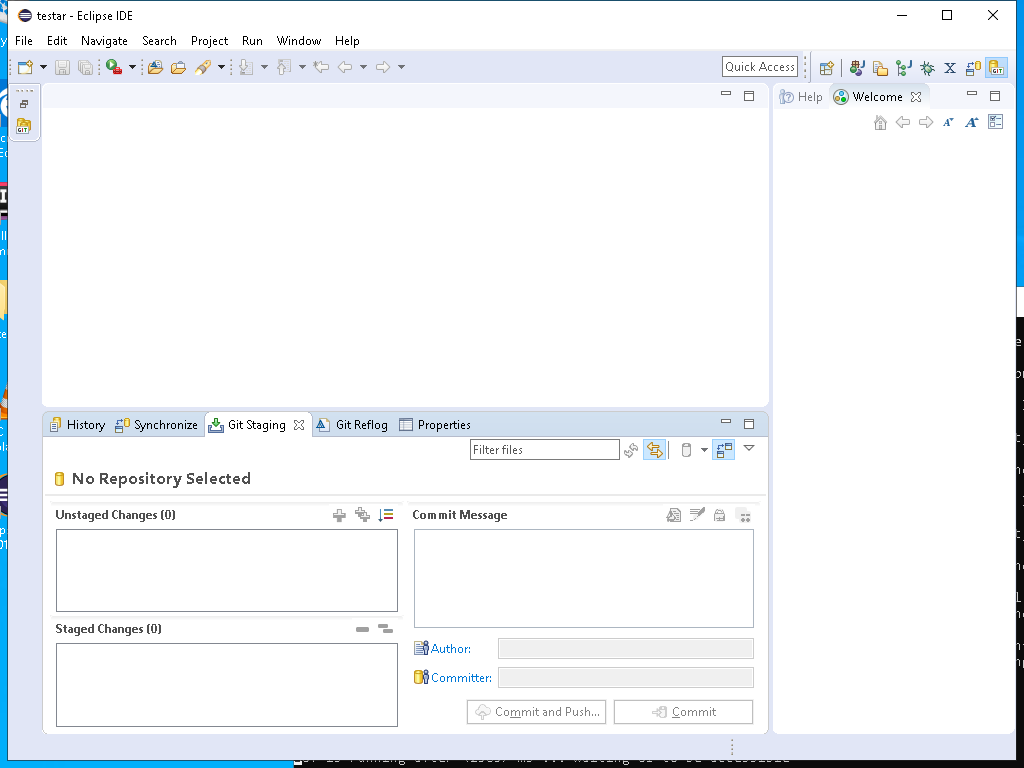 testar - Eclipse IDE
File Edit Navigate Search Project Run Window Help
Quick Access
GIT
GIT
Help Welcome
History Synchronize Git Staging Git Reflog Properties
Filter files
No Repository Selected
Unstaged Changes (0)
Commit Message
Staged Changes (0)
Author:
Committer:
Commit and Push...
Commit